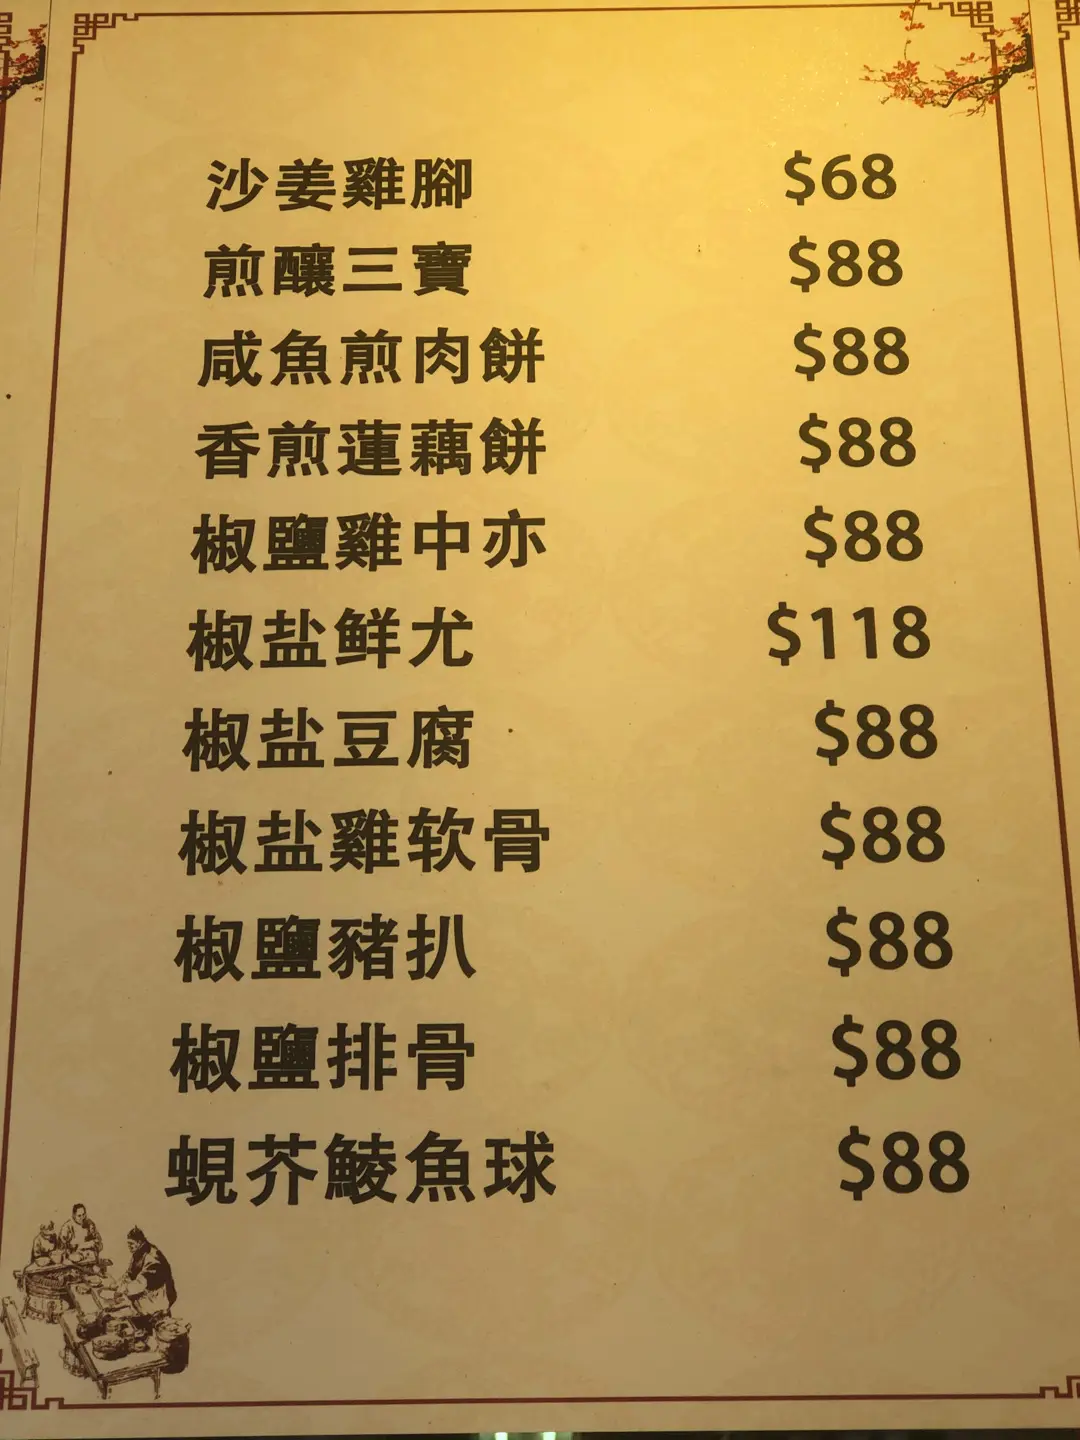 沙姜雞腳 $68
煎釀三寶 $88
咸魚煎肉餅 $88
香煎蓮藕餅 $88
椒鹽雞中亦 $88
椒盐鲜尤 $118
椒盐豆腐 $88
椒盐雞软骨 $88
椒鹽豬扒 $88
椒鹽排骨 $88
蜆芥鯪魚球 $88